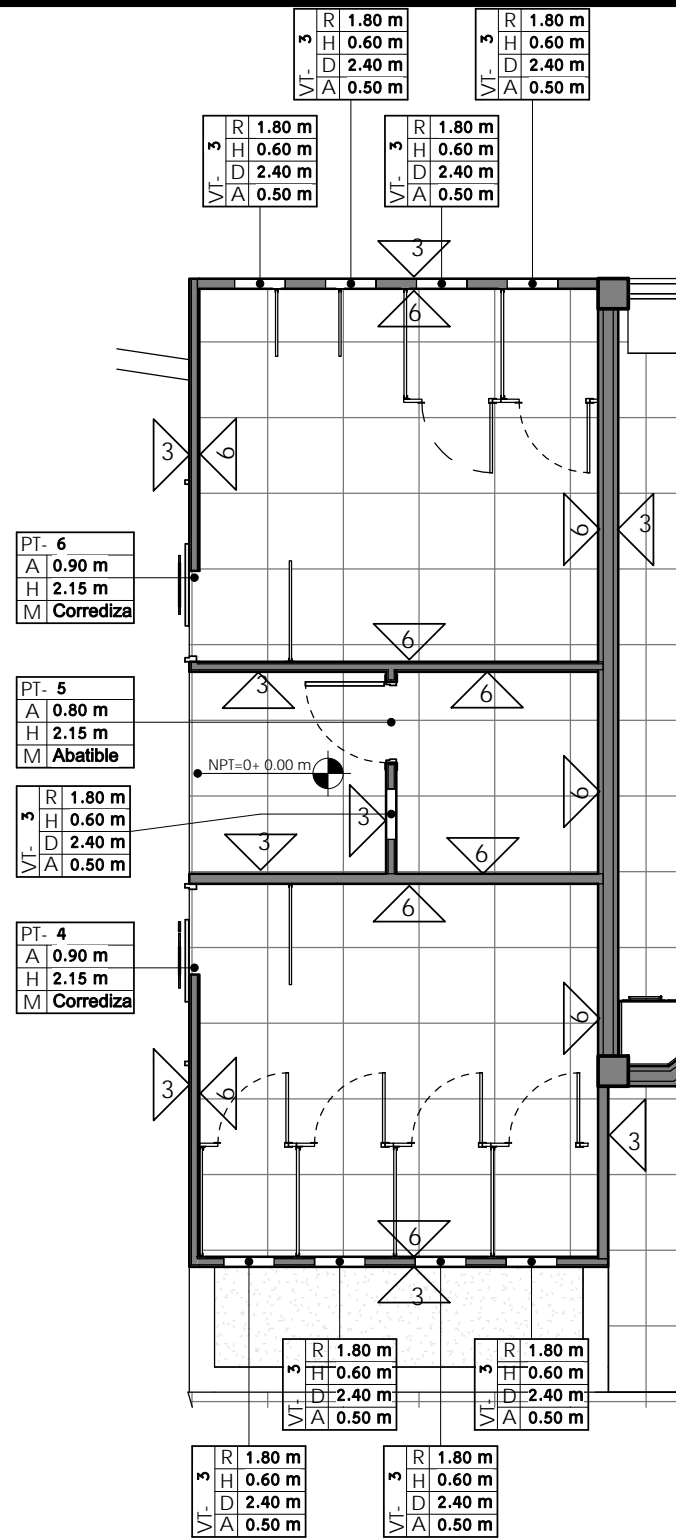 VT- 3
R 1.80 m
H 0.60 m
D 2.40 m
A 0.50 m
VT- 3
R 1.80 m
H 0.60 m
D 2.40 m
A 0.50 m
VT- 3
R 1.80 m
H 0.60 m
D 2.40 m
A 0.50 m
VT- 3
R 1.80 m
H 0.60 m
D 2.40 m
A 0.50 m
3
6
3
6
6
3
PT- 6
A 0.90 m
H 2.15 m
M Corrediza
6
3
6
PT- 5
A 0.80 m
H 2.15 m
M Abatible
NPT=0+ 0.00 m
6
VT- 3
R 1.80 m
H 0.60 m
D 2.40 m
A 0.50 m
3
3
6
6
PT- 4
A 0.90 m
H 2.15 m
M Corrediza
6
3
6
3
6
3
VT- 3
R 1.80 m
H 0.60 m
D 2.40 m
A 0.50 m
VT- 3
R 1.80 m
H 0.60 m
D 2.40 m
A 0.50 m
VT- 3
R 1.80 m
H 0.60 m
D 2.40 m
A 0.50 m
VT- 3
R 1.80 m
H 0.60 m
D 2.40 m
A 0.50 m